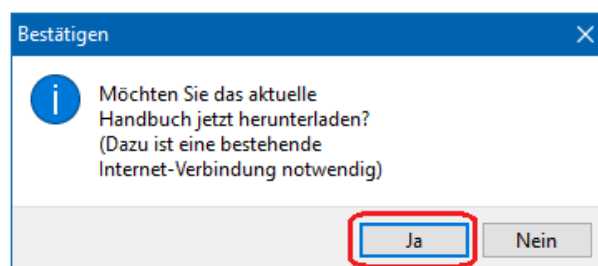 Bestätigen
Möchten Sie das aktuelle
Handbuch jetzt herunterladen?
(Dazu ist eine bestehende
Internet-Verbindung notwendig)
Ja
Nein